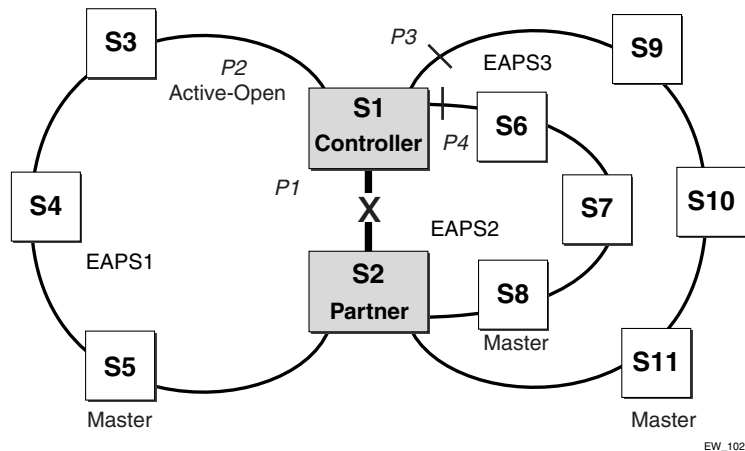 S3
P2
Active-Open
P3
EAPS3
S9
S1
Controller
S6
P4
P1
S4
X
S7
S10
EAPS1
EAPS2
S2
Partner
S8
Master
S5
Master
S11
Master
EW_102